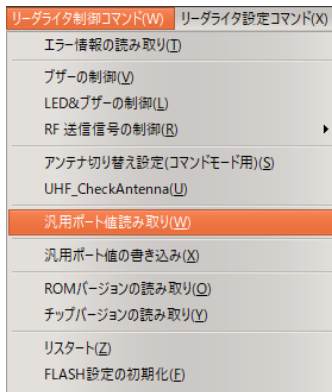 リーダライタ制御コマンド(W) リーダライタ設定コマンド(X)
エラー情報の読み取り(T)
ブザーの制御(V)
LED&ブザーの制御(L)
RF 送信信号の制御(R)
アンテナ切り替え設定(コマンドモード用)(S)
UHF_CheckAntenna(U)
汎用ポート値読み取り(W)
汎用ポート値の書き込み(X)
ROMバージョンの読み取り(O)
チップバージョンの読み取り(Y)
リスタート(Z)
FLASH設定の初期化(F)